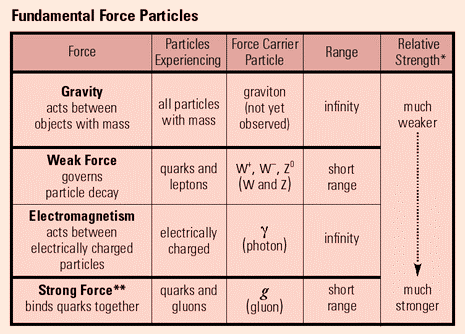 Fundamental Force Particles
Force
Particles
Experiencing
Force Carrier
Particle
Range
Relative
Strength*
Gravity
acts between
objects with mass
all particles
with mass
graviton
(not yet
observed)
infinity
much
weaker
Weak Force
governs
particle decay
quarks and
leptons
W⁺, W⁻, Z⁰
(W and Z)
short
range
Electromagnetism
acts between
electrically charged
particles
electrically
charged
γ
(photon)
infinity
Strong Force**
binds quarks together
quarks and
gluons
g
(gluon)
short
range
much
stronger